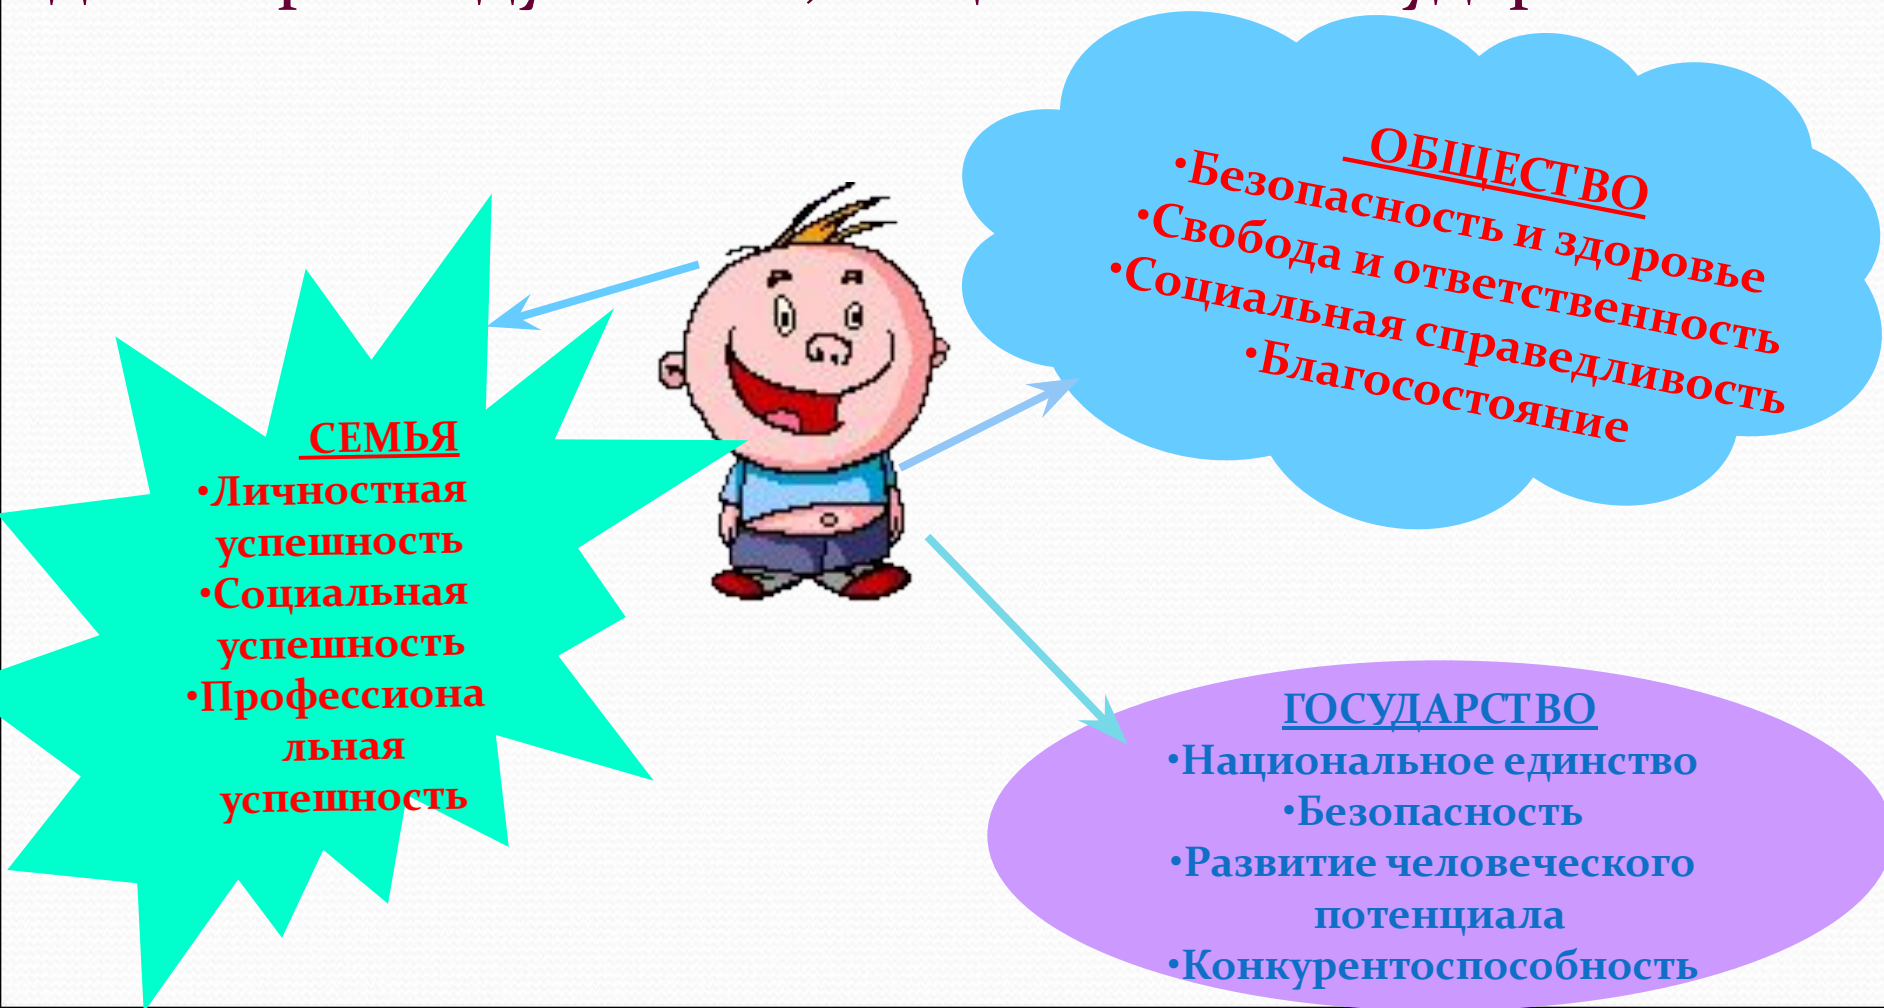 ОБЩЕСТВО
•Безопасность и здоровье
•Свобода и ответственность
•Социальная справедливость
•Благосостояние
СЕМЬЯ
•Личностная
успешность
•Социальная
успешность
•Профессиона
льная
успешность
ГОСУДАРСТВО
•Национальное единство
•Безопасность
•Развитие человеческого
потенциала
•Конкурентоспособность